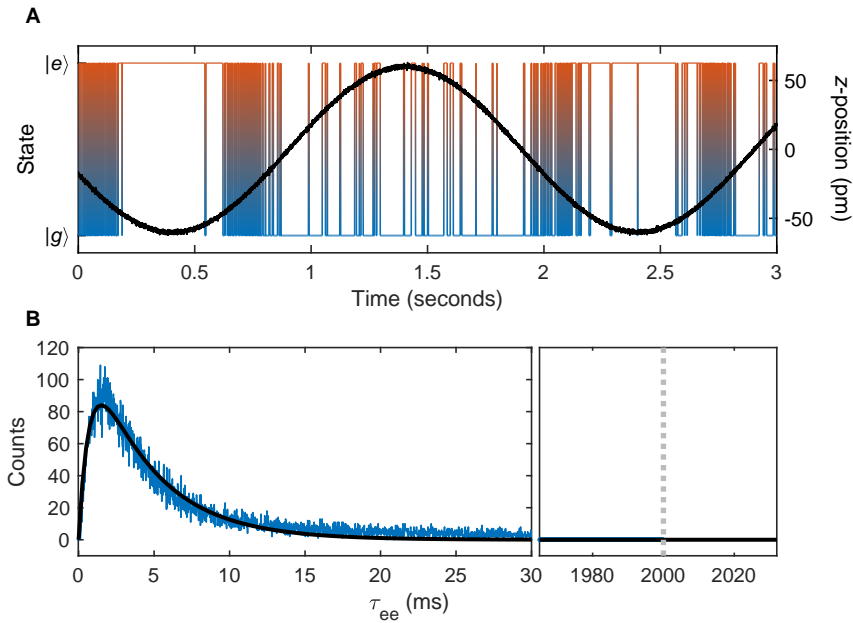 A
|e⟩
State
|g⟩
50
0
-50
z-position (pm)
0 0.5 1 1.5 2 2.5 3
Time (seconds)
B
120
100
80
60
40
20
0
Counts
0 5 10 15 20 25 30 1980 2000 2020
τee (ms)